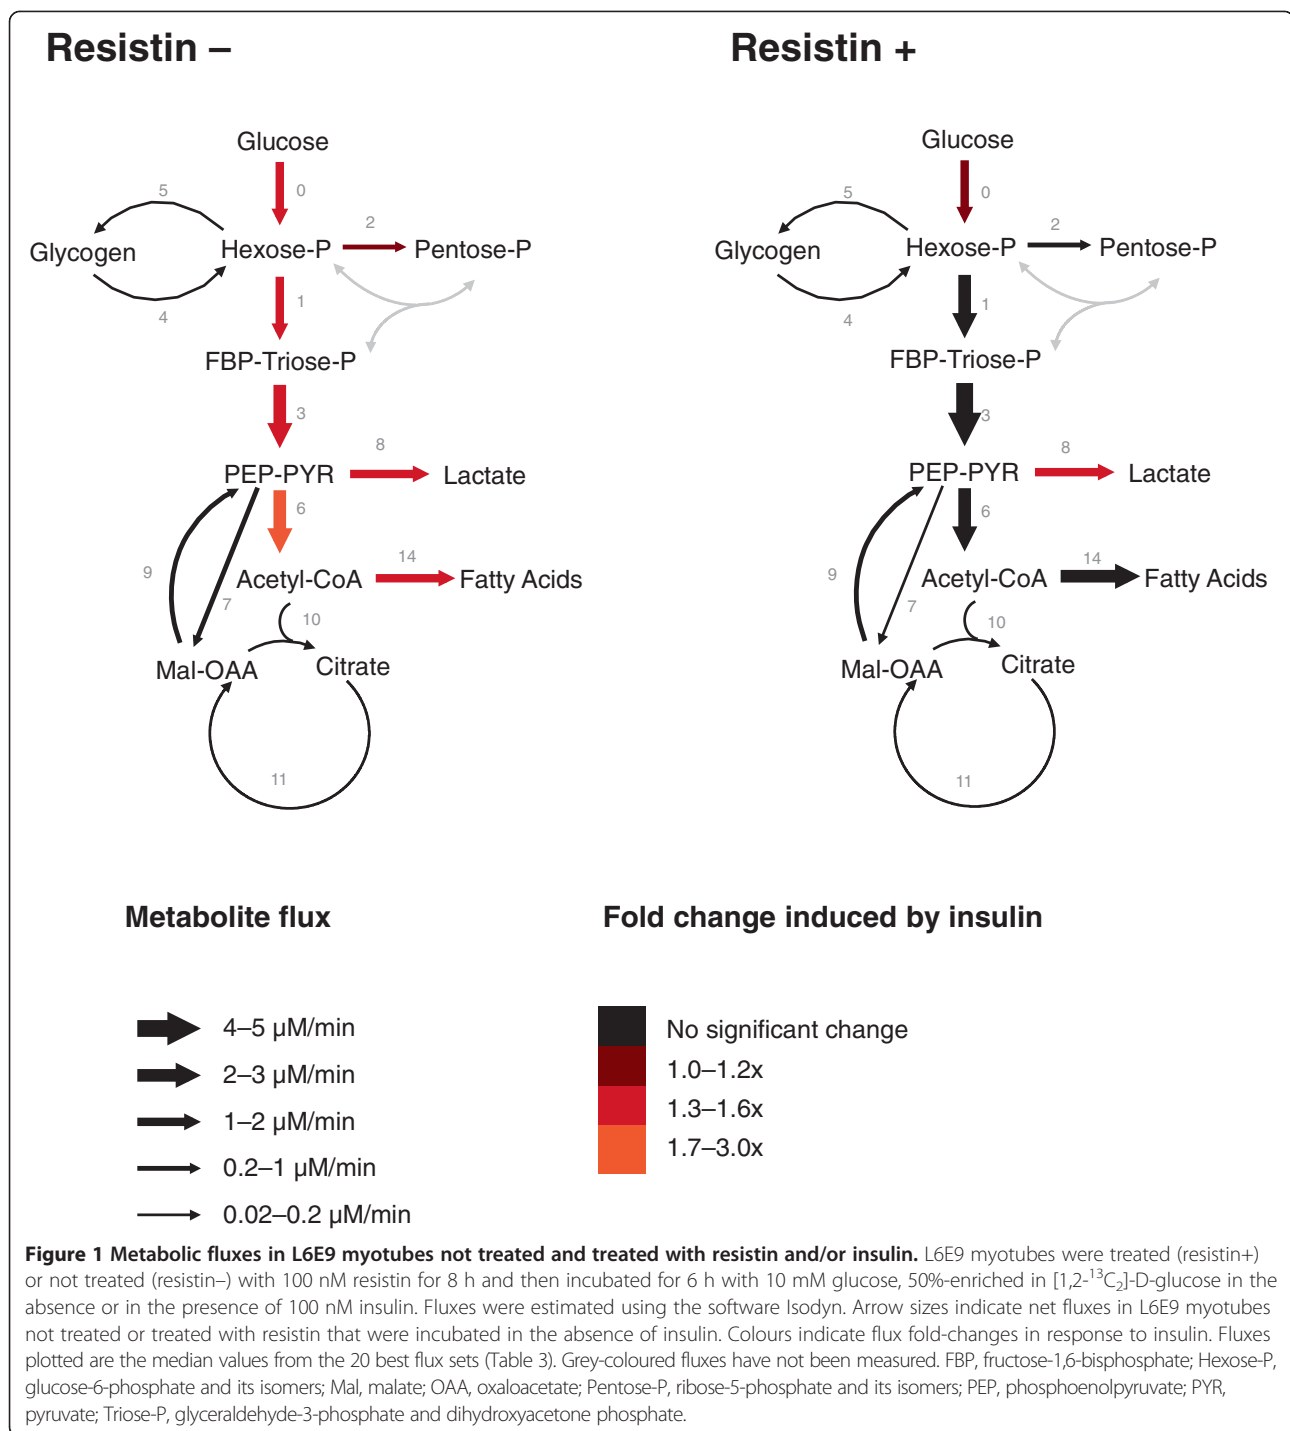 Resistin –
Glucose
0
5
2
Glycogen
Hexose-P
Pentose-P
4
1
FBP-Triose-P
3
8
PEP-PYR
Lactate
6
14
9
Acetyl-CoA
Fatty Acids
7
10
Mal-OAA
Citrate
11
Resistin +
Glucose
0
5
2
Glycogen
Hexose-P
Pentose-P
4
1
FBP-Triose-P
3
8
PEP-PYR
Lactate
6
14
9
Acetyl-CoA
Fatty Acids
7
10
Mal-OAA
Citrate
11
Metabolite flux
4–5 µM/min
2–3 µM/min
1–2 µM/min
0.2–1 µM/min
0.02–0.2 µM/min
Fold change induced by insulin
No significant change
1.0–1.2x
1.3–1.6x
1.7–3.0x
Figure 1 Metabolic fluxes in L6E9 myotubes not treated and treated with resistin and/or insulin. L6E9 myotubes were treated (resistin+)
or not treated (resistin–) with 100 nM resistin for 8 h and then incubated for 6 h with 10 mM glucose, 50%-enriched in [1,2-¹³C₂]-D-glucose in the
absence or in the presence of 100 nM insulin. Fluxes were estimated using the software Isodyn. Arrow sizes indicate net fluxes in L6E9 myotubes
not treated or treated with resistin that were incubated in the absence of insulin. Colours indicate flux fold-changes in response to insulin. Fluxes
plotted are the median values from the 20 best flux sets (Table 3). Grey-coloured fluxes have not been measured. FBP, fructose-1,6-bisphosphate; Hexose-P,
glucose-6-phosphate and its isomers; Mal, malate; OAA, oxaloacetate; Pentose-P, ribose-5-phosphate and its isomers; PEP, phosphoenolpyruvate; PYR,
pyruvate; Triose-P, glyceraldehyde-3-phosphate and dihydroxyacetone phosphate.